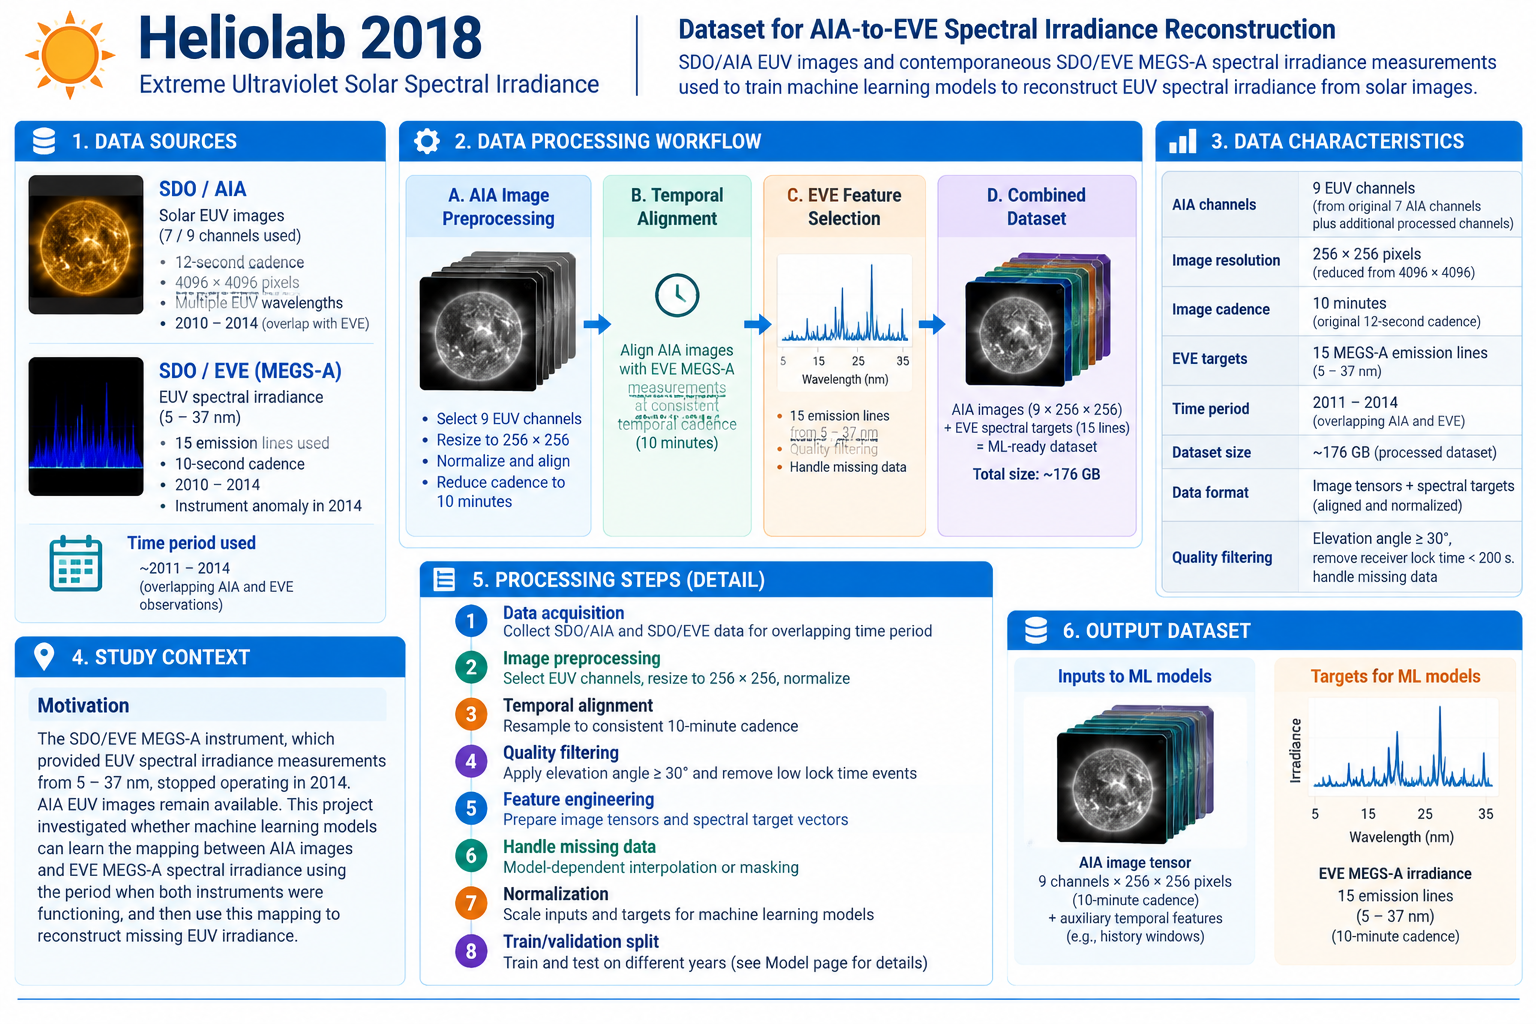 Heliolab 2018
Extreme Ultraviolet Solar Spectral Irradiance
Dataset for AIA-to-EVE Spectral Irradiance Reconstruction
SDO/AIA EUV images and contemporaneous SDO/EVE MEGS-A spectral irradiance measurements
used to train machine learning models to reconstruct EUV spectral irradiance from solar images.
1. DATA SOURCES
SDO / AIA
Solar EUV images
(7 / 9 channels used)
• 12-second cadence
• 4096 × 4096 pixels
• Multiple EUV wavelengths
• 2010 – 2014 (overlap with EVE)
SDO / EVE (MEGS-A)
EUV spectral irradiance
(5 – 37 nm)
• 15 emission lines used
• 10-second cadence
• 2010 – 2014
• Instrument anomaly in 2014
Time period used
~2011 – 2014
(overlapping AIA and EVE
observations)
2. DATA PROCESSING WORKFLOW
A. AIA Image
Preprocessing
• Select 9 EUV channels
• Resize to 256 × 256
• Normalize and align
• Reduce cadence to
10 minutes
B. Temporal
Alignment
Align AIA images
with EVE MEGS-A
measurements
at consistent
temporal cadence
(10 minutes)
C. EVE Feature
Selection
5 15 25 35
Wavelength (nm)
• 15 emission lines
from 5 – 37 nm
• Quality filtering
• Handle missing data
D. Combined
Dataset
AIA images (9 × 256 × 256)
+ EVE spectral targets (15 lines)
= ML-ready dataset
Total size: ~176 GB
3. DATA CHARACTERISTICS
AIA channels
9 EUV channels
(from original 7 AIA channels
plus additional processed channels)
Image resolution
256 × 256 pixels
(reduced from 4096 × 4096)
Image cadence
10 minutes
(original 12-second cadence)
EVE targets
15 MEGS-A emission lines
(5 – 37 nm)
Time period
2011 – 2014
(overlapping AIA and EVE)
Dataset size
~176 GB (processed dataset)
Data format
Image tensors + spectral targets
(aligned and normalized)
Quality filtering
Elevation angle ≥ 30°,
remove receiver lock time < 200 s.
handle missing data
4. STUDY CONTEXT
Motivation
The SDO/EVE MEGS-A instrument, which
provided EUV spectral irradiance measurements
from 5 – 37 nm, stopped operating in 2014.
AIA EUV images remain available. This project
investigated whether machine learning models
can learn the mapping between AIA images
and EVE MEGS-A spectral irradiance using
the period when both instruments were
functioning, and then use this mapping to
reconstruct missing EUV irradiance.
5. PROCESSING STEPS (DETAIL)
1 Data acquisition
Collect SDO/AIA and SDO/EVE data for overlapping time period
2 Image preprocessing
Select EUV channels, resize to 256 × 256, normalize
3 Temporal alignment
Resample to consistent 10-minute cadence
4 Quality filtering
Apply elevation angle ≥ 30° and remove low lock time events
5 Feature engineering
Prepare image tensors and spectral target vectors
6 Handle missing data
Model-dependent interpolation or masking
7 Normalization
Scale inputs and targets for machine learning models
8 Train/validation split
Train and test on different years (see Model page for details)
6. OUTPUT DATASET
Inputs to ML models
AIA image tensor
9 channels × 256 × 256 pixels
(10-minute cadence)
+ auxiliary temporal features
(e.g., history windows)
Targets for ML models
Irradiance
5 15 25 35
Wavelength (nm)
EVE MEGS-A irradiance
15 emission lines
(5 – 37 nm)
(10-minute cadence)